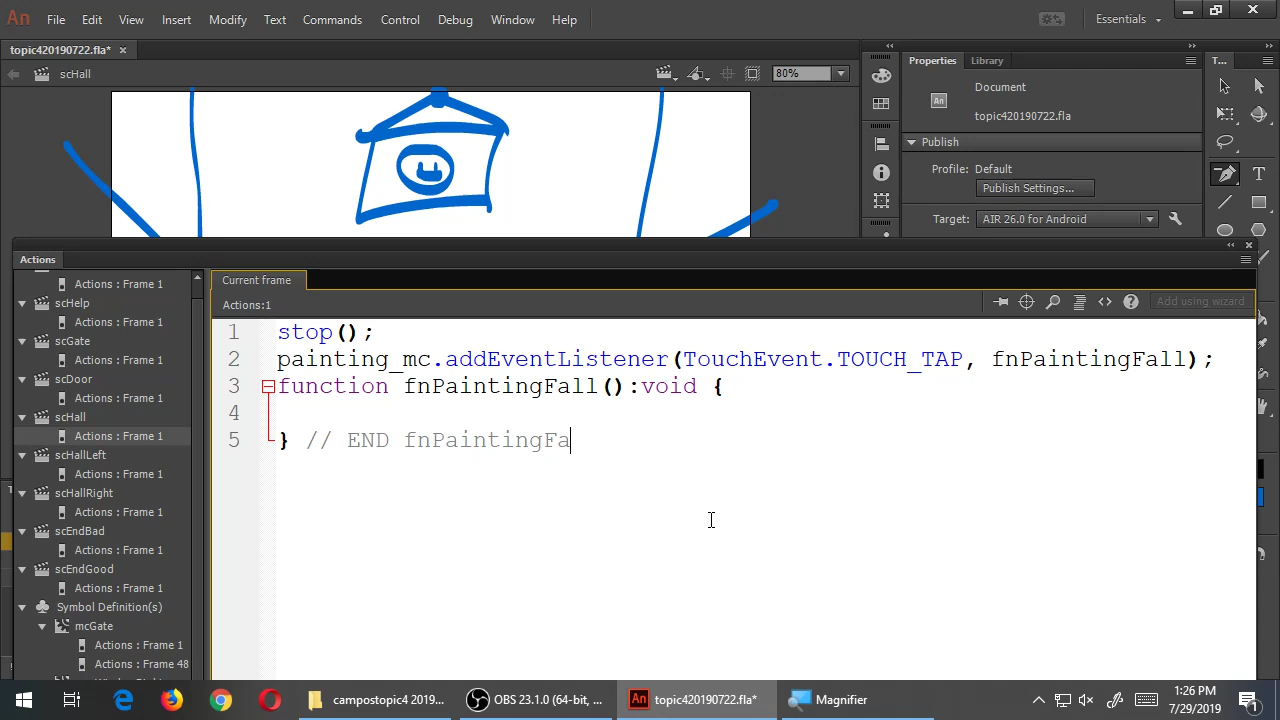 An File Edit View Insert Modify Text Commands Control Debug Window Help Essentials
topic420190722.fla* ×
scHall 80%
Properties Library T...
Document
An topic420190722.fla
Publish
Profile: Default
Publish Settings...
Target: AIR 26.0 for Android
Actions
Current frame
Actions:1 Add using wizard
Actions : Frame 1
scHelp
Actions : Frame 1
scGate
Actions : Frame 1
scDoor
Actions : Frame 1
scHall
Actions : Frame 1
scHallLeft
Actions : Frame 1
scHallRight
Actions : Frame 1
scEndBad
Actions : Frame 1
scEndGood
Actions : Frame 1
Symbol Definition(s)
mcGate
Actions : Frame 1
Actions : Frame 48
1 stop();
2 painting_mc.addEventListener(TouchEvent.TOUCH_TAP, fnPaintingFall);
3 function fnPaintingFall():void {
4
5 } // END fnPaintingFa
campostopic4 2019... OBS 23.1.0 (64-bit, ... An topic420190722.fla* Magnifier
1:26 PM
7/29/2019
1